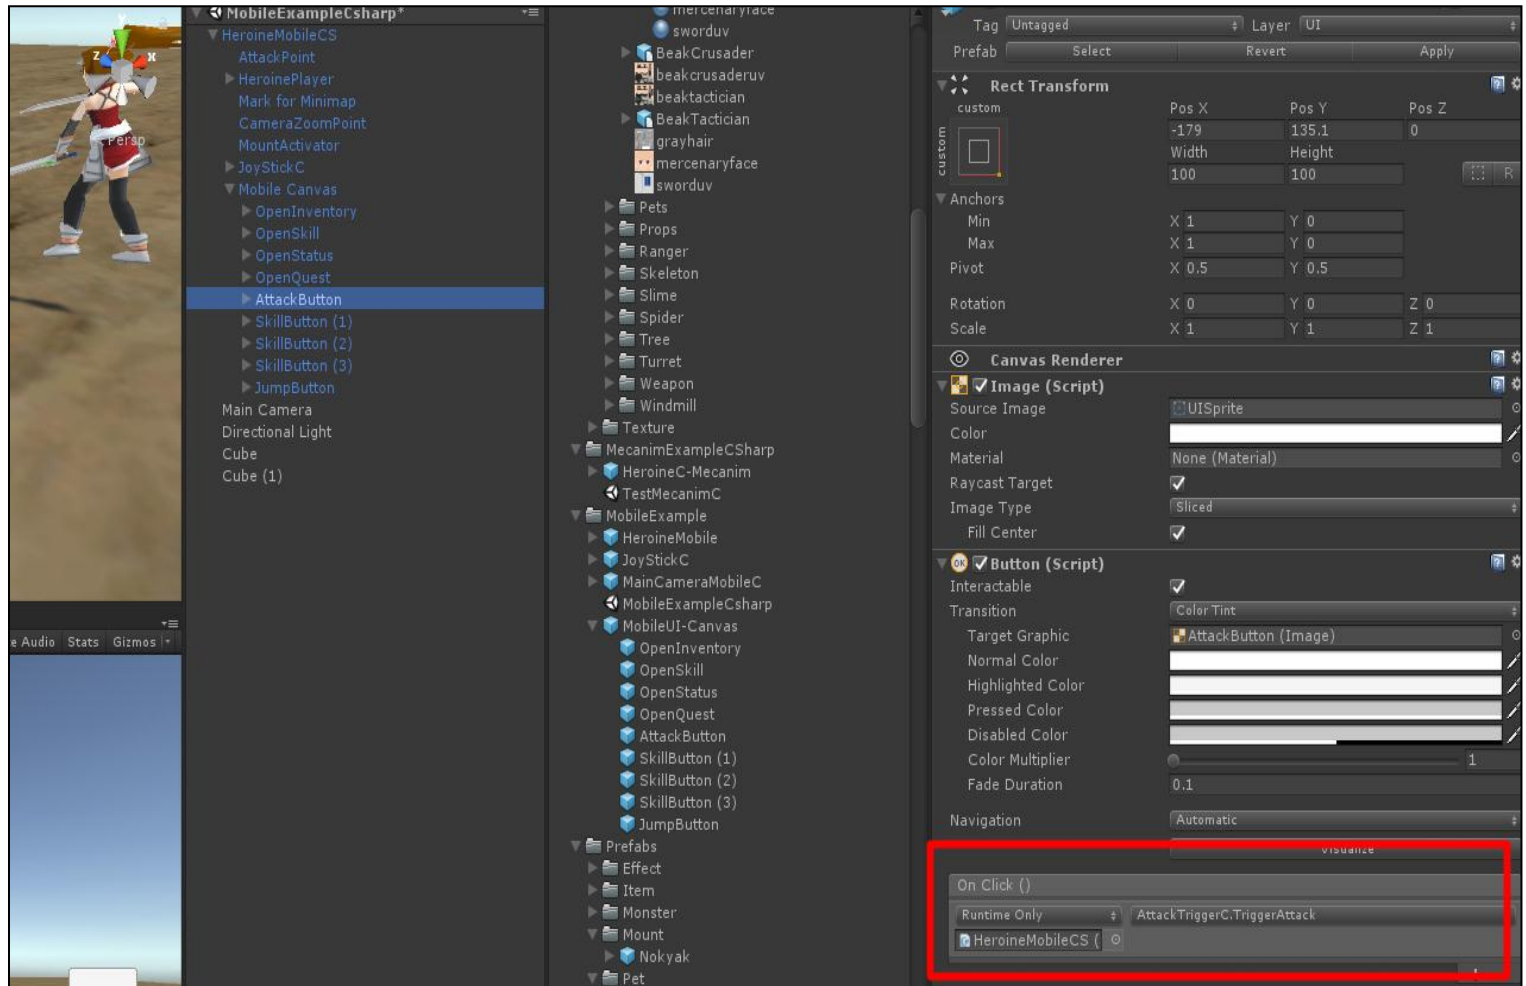 Z
Y
X
Persp
e Audio Stats Gizmos
MobileExampleCsharp*
HeroineMobileCS
AttackPoint
HeroinePlayer
Mark for Minimap
CameraZoomPoint
MountActivator
JoyStickC
Mobile Canvas
OpenInventory
OpenSkill
OpenStatus
OpenQuest
AttackButton
SkillButton (1)
SkillButton (2)
SkillButton (3)
JumpButton
Main Camera
Directional Light
Cube
Cube (1)
mercenaryface
sworduv
BeakCrusader
beakcrusaderuv
beaktactician
BeakTactician
grayhair
mercenaryface
sworduv
Pets
Props
Ranger
Skeleton
Slime
Spider
Tree
Turret
Weapon
Windmill
Texture
MecanimExampleCSharp
HeroineC-Mecanim
TestMecanimC
MobileExample
HeroineMobile
JoyStickC
MainCameraMobileC
MobileExampleCsharp
MobileUI-Canvas
OpenInventory
OpenSkill
OpenStatus
OpenQuest
AttackButton
SkillButton (1)
SkillButton (2)
SkillButton (3)
JumpButton
Prefabs
Effect
Item
Monster
Mount
Nokyak
Pet
Tag Untagged Layer UI
Prefab Select Revert Apply
Rect Transform
custom Pos X Pos Y Pos Z
custom
-179 135.1 0
Width Height
100 100 R
Anchors
Min X 1 Y 0
Max X 1 Y 0
Pivot X 0.5 Y 0.5
Rotation X 0 Y 0 Z 0
Scale X 1 Y 1 Z 1
Canvas Renderer
Image (Script)
Source Image UISprite
Color
Material None (Material)
Raycast Target
Image Type Sliced
Fill Center
OK Button (Script)
Interactable
Transition Color Tint
Target Graphic AttackButton (Image)
Normal Color
Highlighted Color
Pressed Color
Disabled Color
Color Multiplier 1
Fade Duration 0.1
Navigation Automatic
Visualize
On Click ()
Runtime Only AttackTriggerC.TriggerAttack
HeroineMobileCS (